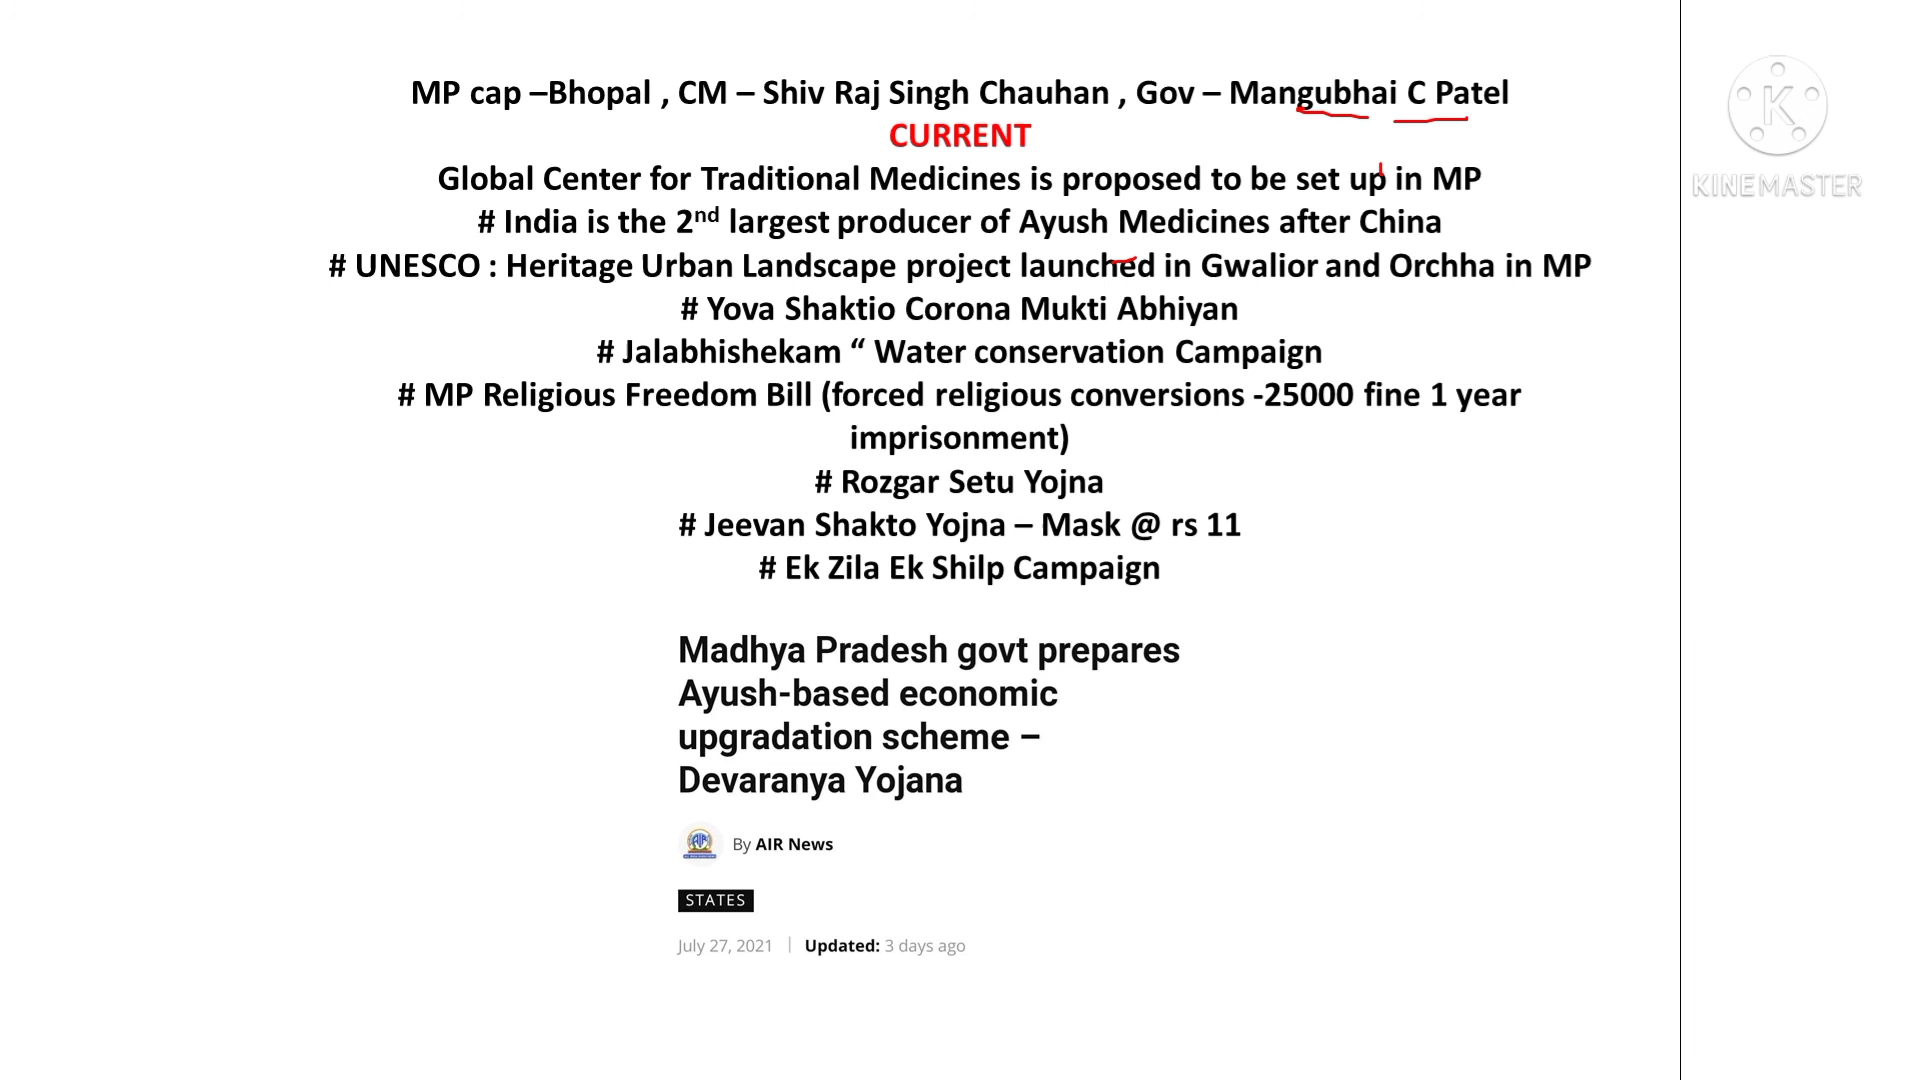 MP cap –Bhopal , CM – Shiv Raj Singh Chauhan , Gov – Mangubhai C Patel
CURRENT
Global Center for Traditional Medicines is proposed to be set up in MP
# India is the 2nd largest producer of Ayush Medicines after China
# UNESCO : Heritage Urban Landscape project launched in Gwalior and Orchha in MP
# Yova Shaktio Corona Mukti Abhiyan
# Jalabhishekam “ Water conservation Campaign
# MP Religious Freedom Bill (forced religious conversions -25000 fine 1 year
imprisonment)
# Rozgar Setu Yojna
# Jeevan Shakto Yojna – Mask @ rs 11
# Ek Zila Ek Shilp Campaign
Madhya Pradesh govt prepares
Ayush-based economic
upgradation scheme –
Devaranya Yojana
By AIR News
STATES
July 27, 2021 | Updated: 3 days ago
K
KINEMASTER